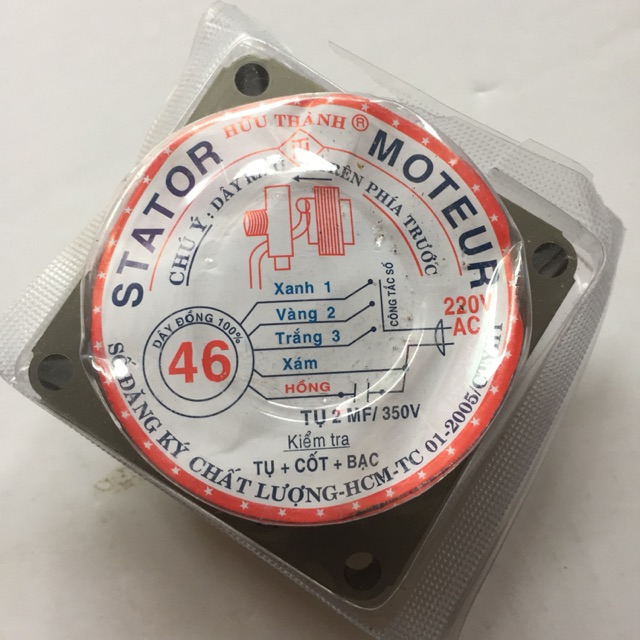 HỮU THÀNH ®
STATOR MOTEUR
CHÚ Ý : DÂY TRÊN PHÍA TRƯỚC
Xanh 1
Vàng 2
Trắng 3
Xám
HỒNG
CÔNG TẮC SỐ
220V
AC
DÂY ĐỒNG 100%
46
TỤ 2 MF/ 350V
Kiểm tra
TỤ + CỐT + BẠC
SỐ ĐĂNG KÝ CHẤT LƯỢNG-HCM-TC 01-2005/